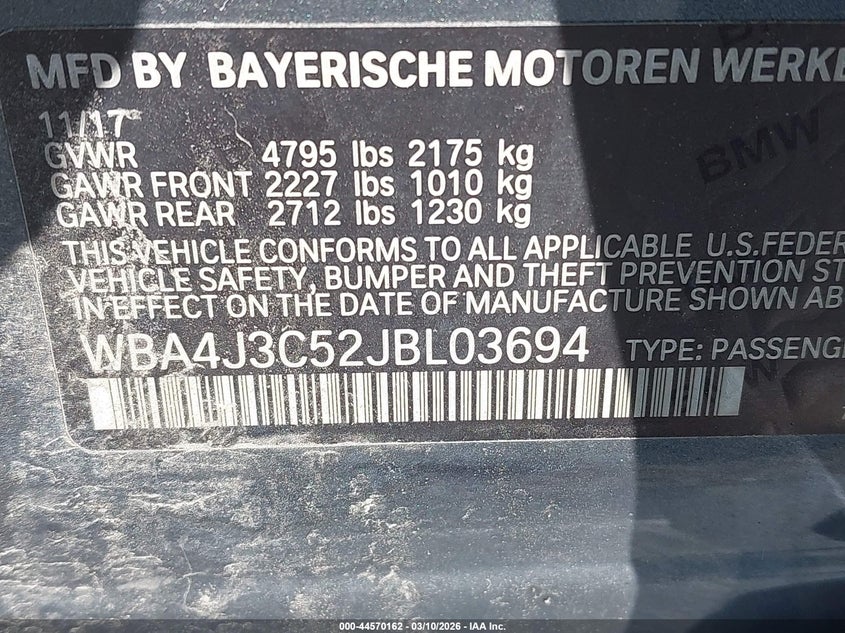 MFD BY BAYERISCHE MOTOREN WERKE
11/17
GVWR 4795 lbs 2175 kg
GAWR FRONT 2227 lbs 1010 kg
GAWR REAR 2712 lbs 1230 kg
THIS VEHICLE CONFORMS TO ALL APPLICABLE U.S.FEDER
VEHICLE SAFETY, BUMPER AND THEFT PREVENTION ST
IN EFFECT ON THE DATE OF MANUFACTURE SHOWN AB
WBA4J3C52JBL03694 TYPE: PASSENGE
BMW
000-44570162 - 03/10/2026 - IAA Inc.